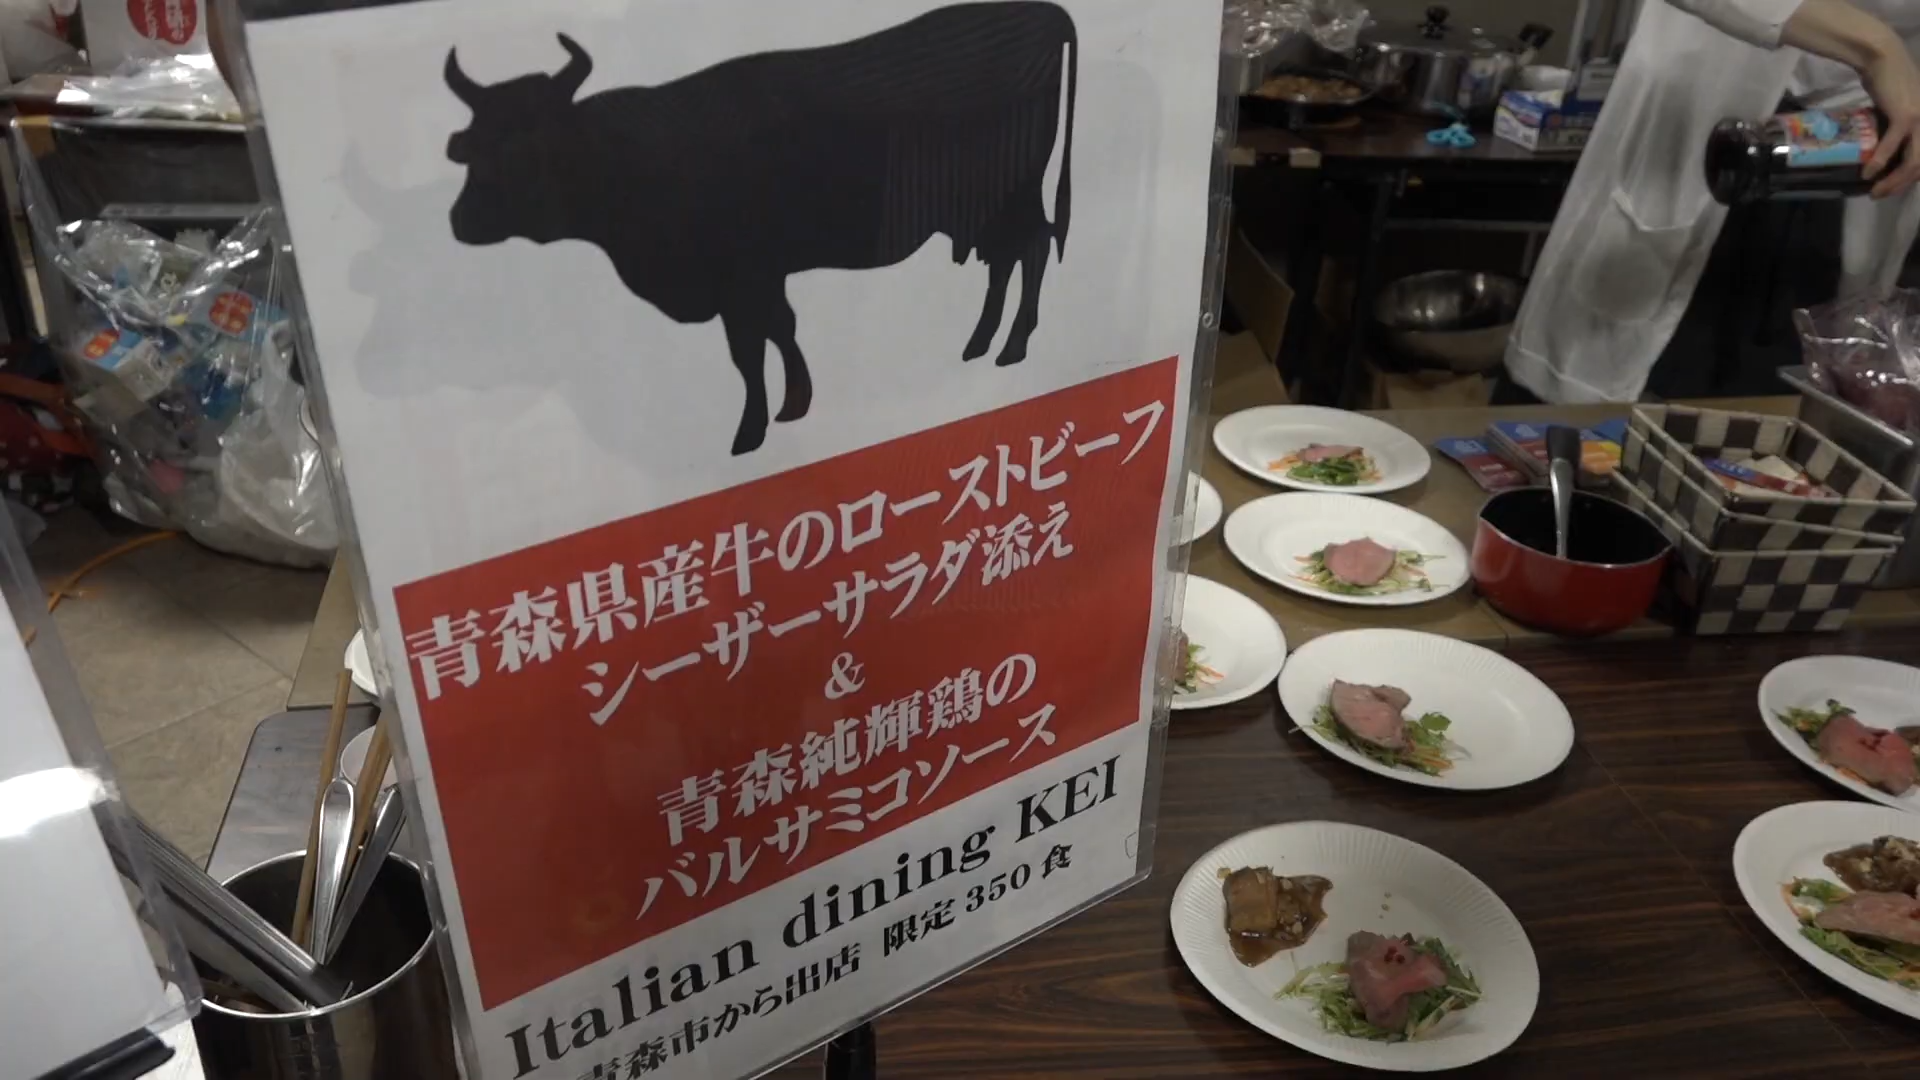 青森県産牛のローストビーフ
シーザーサラダ添え
&
青森純輝鶏の
バルサミコソース
Italian dining KEI
青森市から出店 限定350食